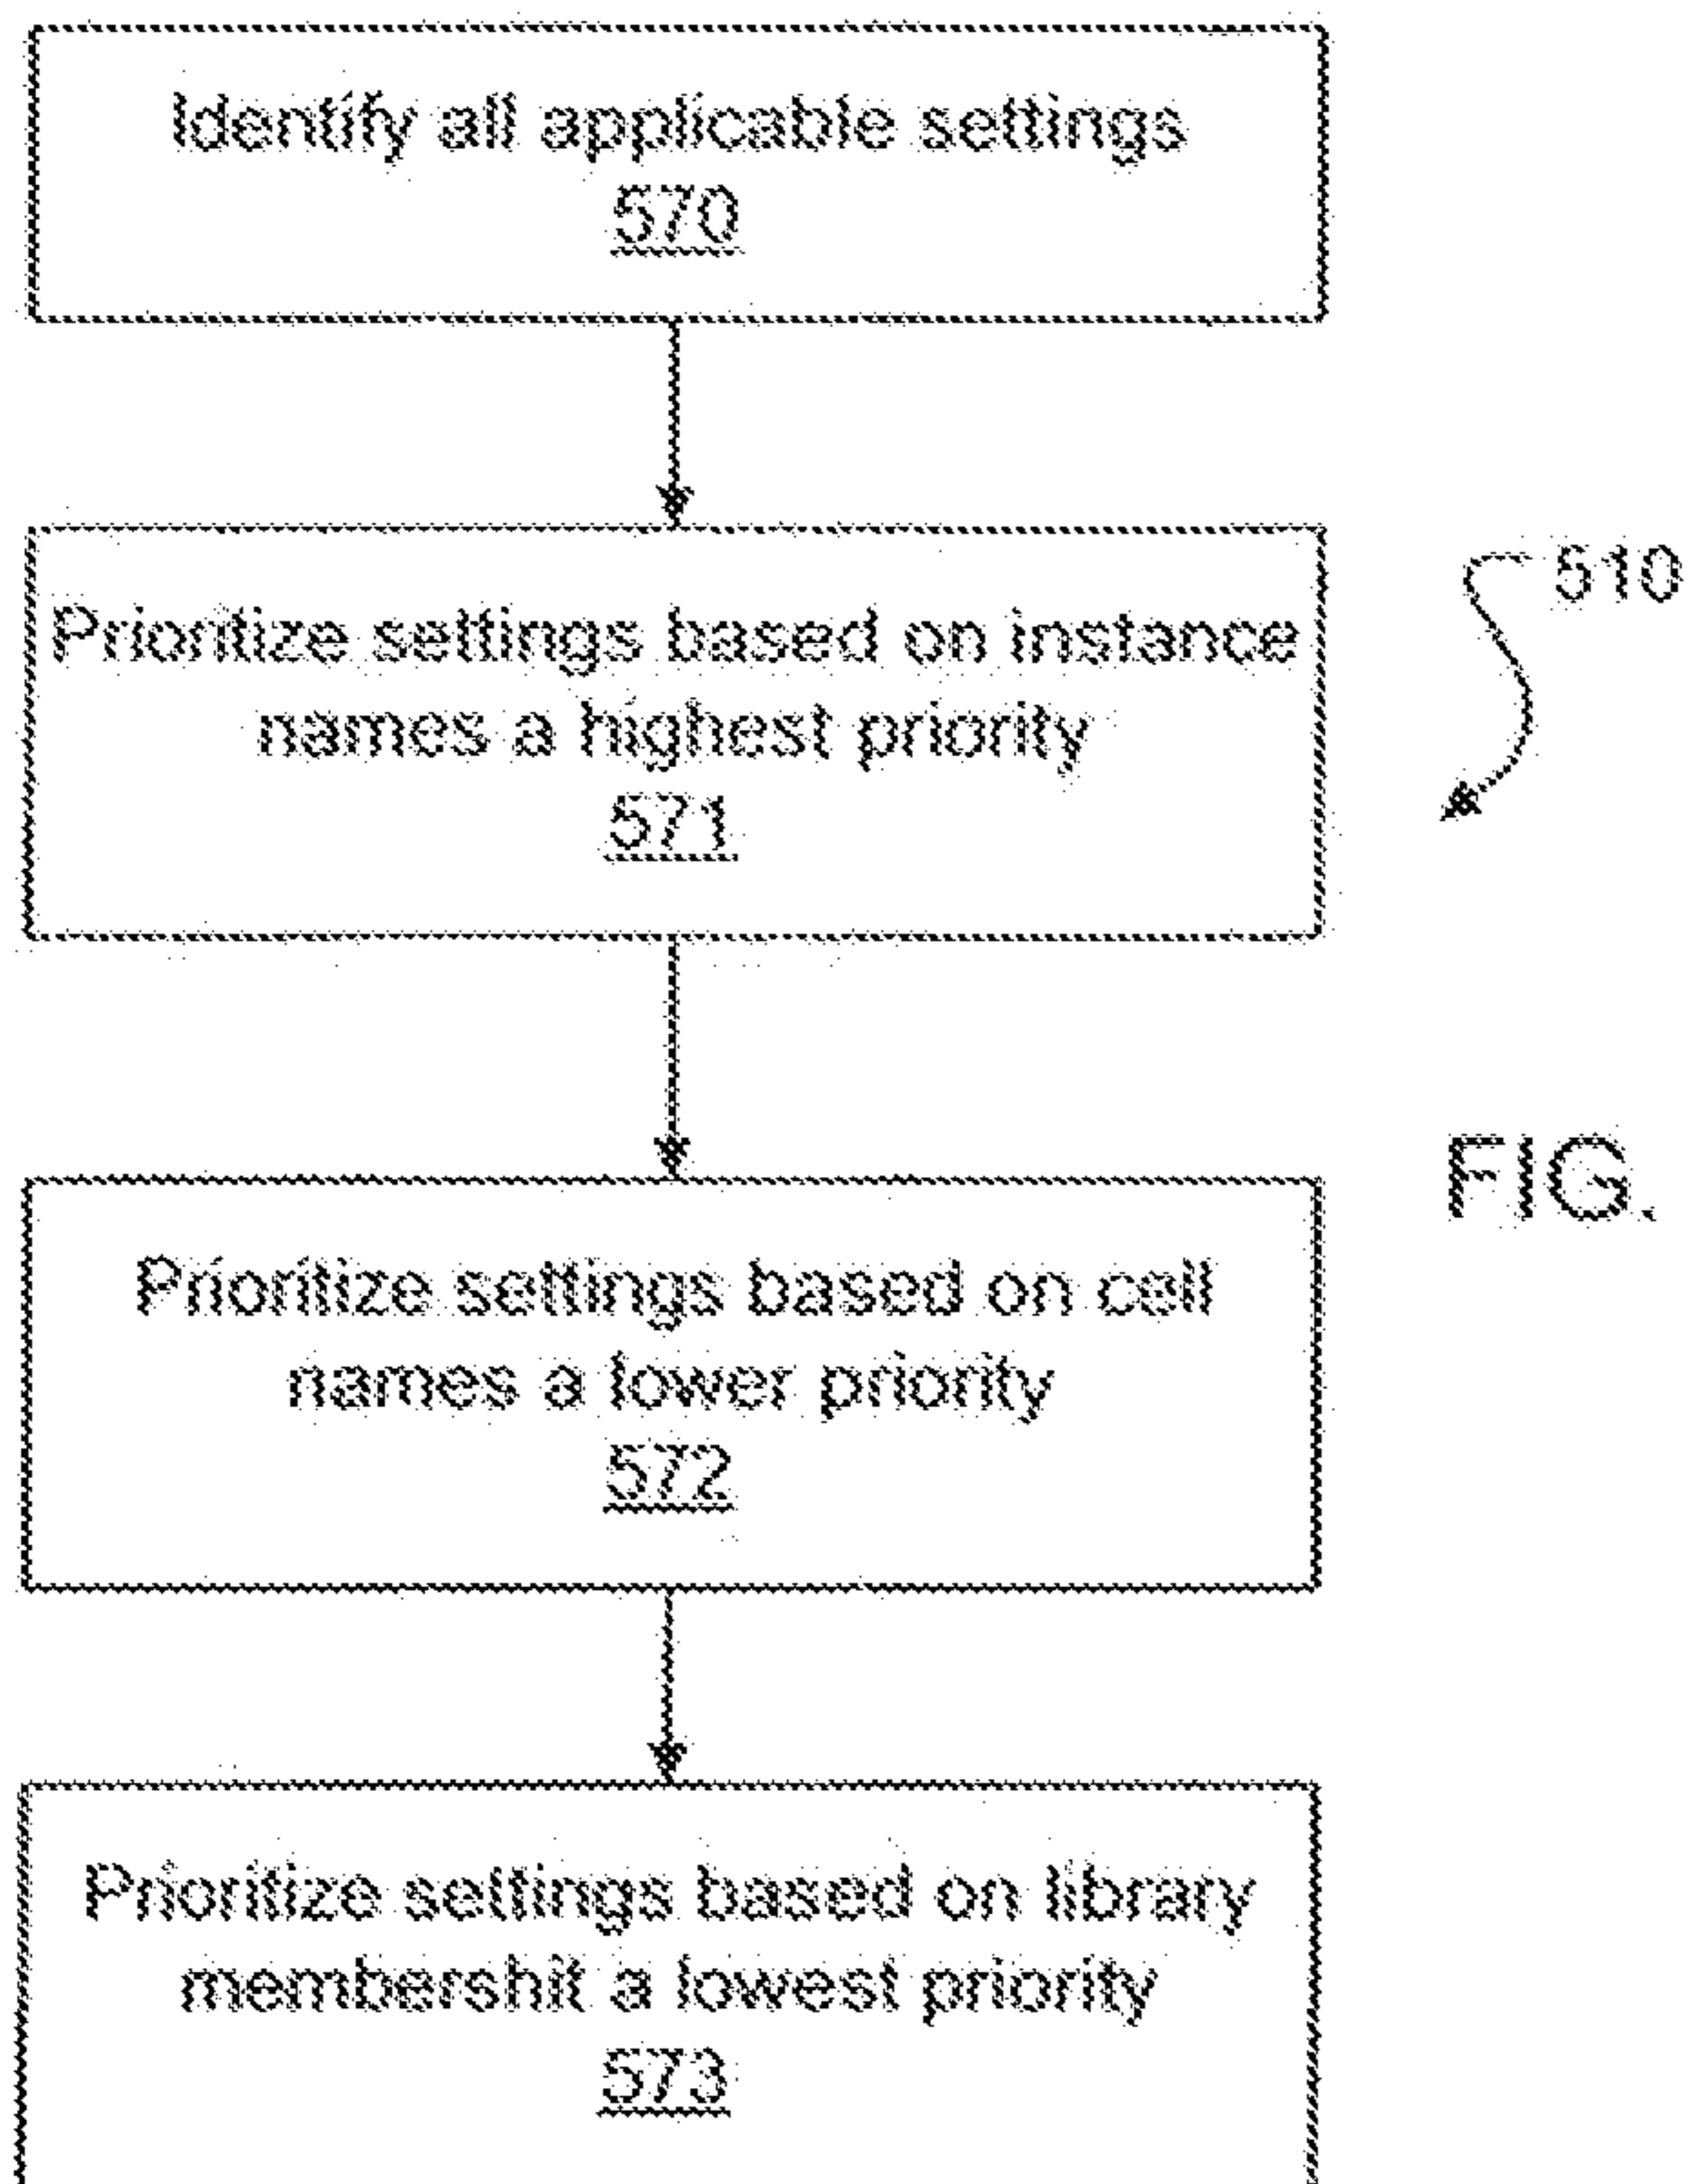 Identify all applicable settings
570
Prioritize settings based on instance
names a highest priority
571
510
FIG.
Prioritize settings based on cell
names a lower priority
572
Prioritize settings based on library
membershit a lowest priority
573